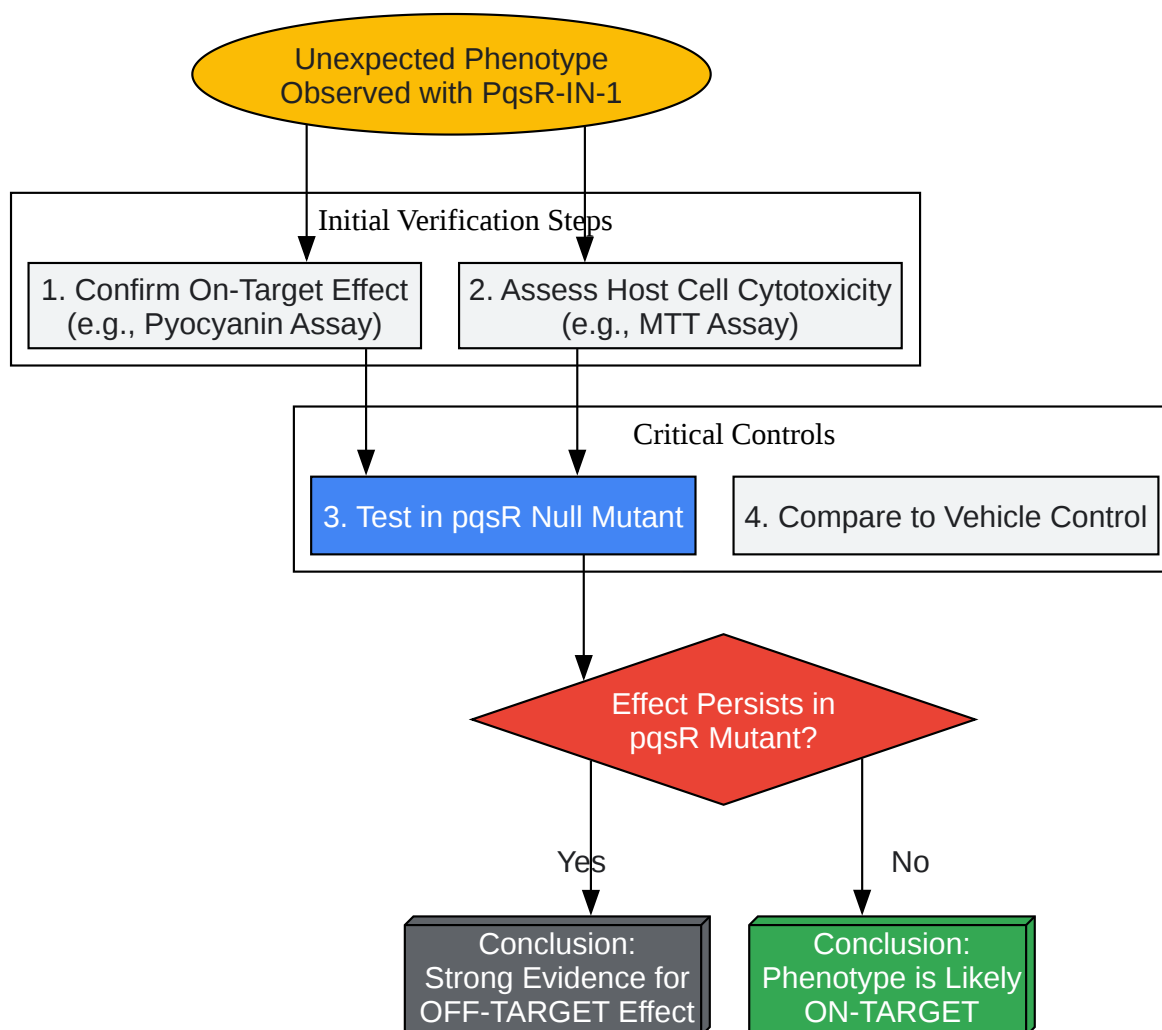 Unexpected Phenotype
Observed with PqsR-IN-1
Initial Verification Steps
1. Confirm On-Target Effect
(e.g., Pyocyanin Assay)
2. Assess Host Cell Cytotoxicity
(e.g., MTT Assay)
Critical Controls
3. Test in pqsR Null Mutant
4. Compare to Vehicle Control
Effect Persists in
pqsR Mutant?
Yes
No
Conclusion:
Strong Evidence for
OFF-TARGET Effect
Conclusion:
Phenotype is Likely
ON-TARGET